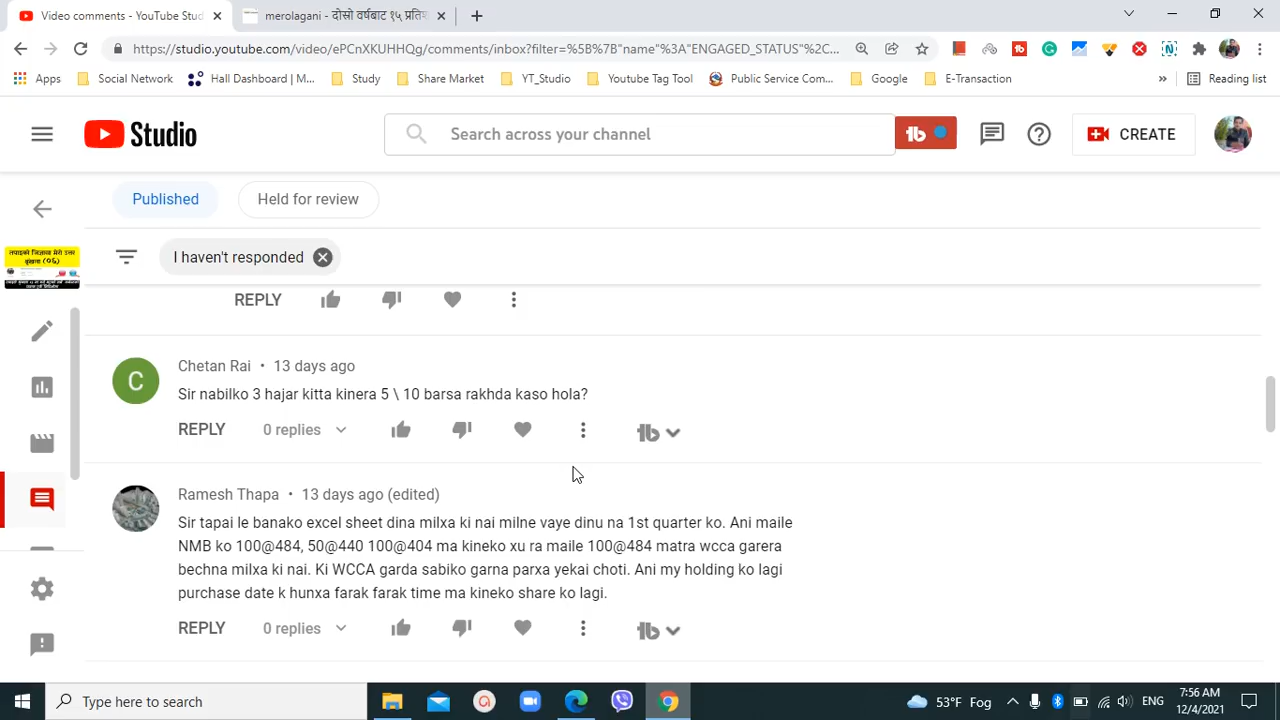 Video comments - YouTube Stud
merolagani - दोस्रो वर्षबाट १५ प्रतिश
https://studio.youtube.com/video/ePCnXKUHHQg/comments/inbox?filter=%5B%7B"name"%3A"ENGAGED_STATUS"%2C...
Apps
Social Network
Hall Dashboard | M...
Study
Share Market
YT_Studio
Youtube Tag Tool
Public Service Com...
Google
E-Transaction
»
Reading list
Studio
Search across your channel
CREATE
Published
Held for review
तपाइको जिज्ञासा मेरो उत्तर
I haven't responded
REPLY
C
Chetan Rai • 13 days ago
Sir nabilko 3 hajar kitta kinera 5 \ 10 barsa rakhda kaso hola?
REPLY 0 replies
Ramesh Thapa • 13 days ago (edited)
Sir tapai le banako excel sheet dina milxa ki nai milne vaye dinu na 1st quarter ko. Ani maile
NMB ko 100@484, 50@440 100@404 ma kineko xu ra maile 100@484 matra wcca garera
bechna milxa ki nai. Ki WCCA garda sabiko garna parxa yekai choti. Ani my holding ko lagi
purchase date k hunxa farak farak time ma kineko share ko lagi.
REPLY 0 replies
Type here to search
53°F Fog
ENG
7:56 AM
12/4/2021